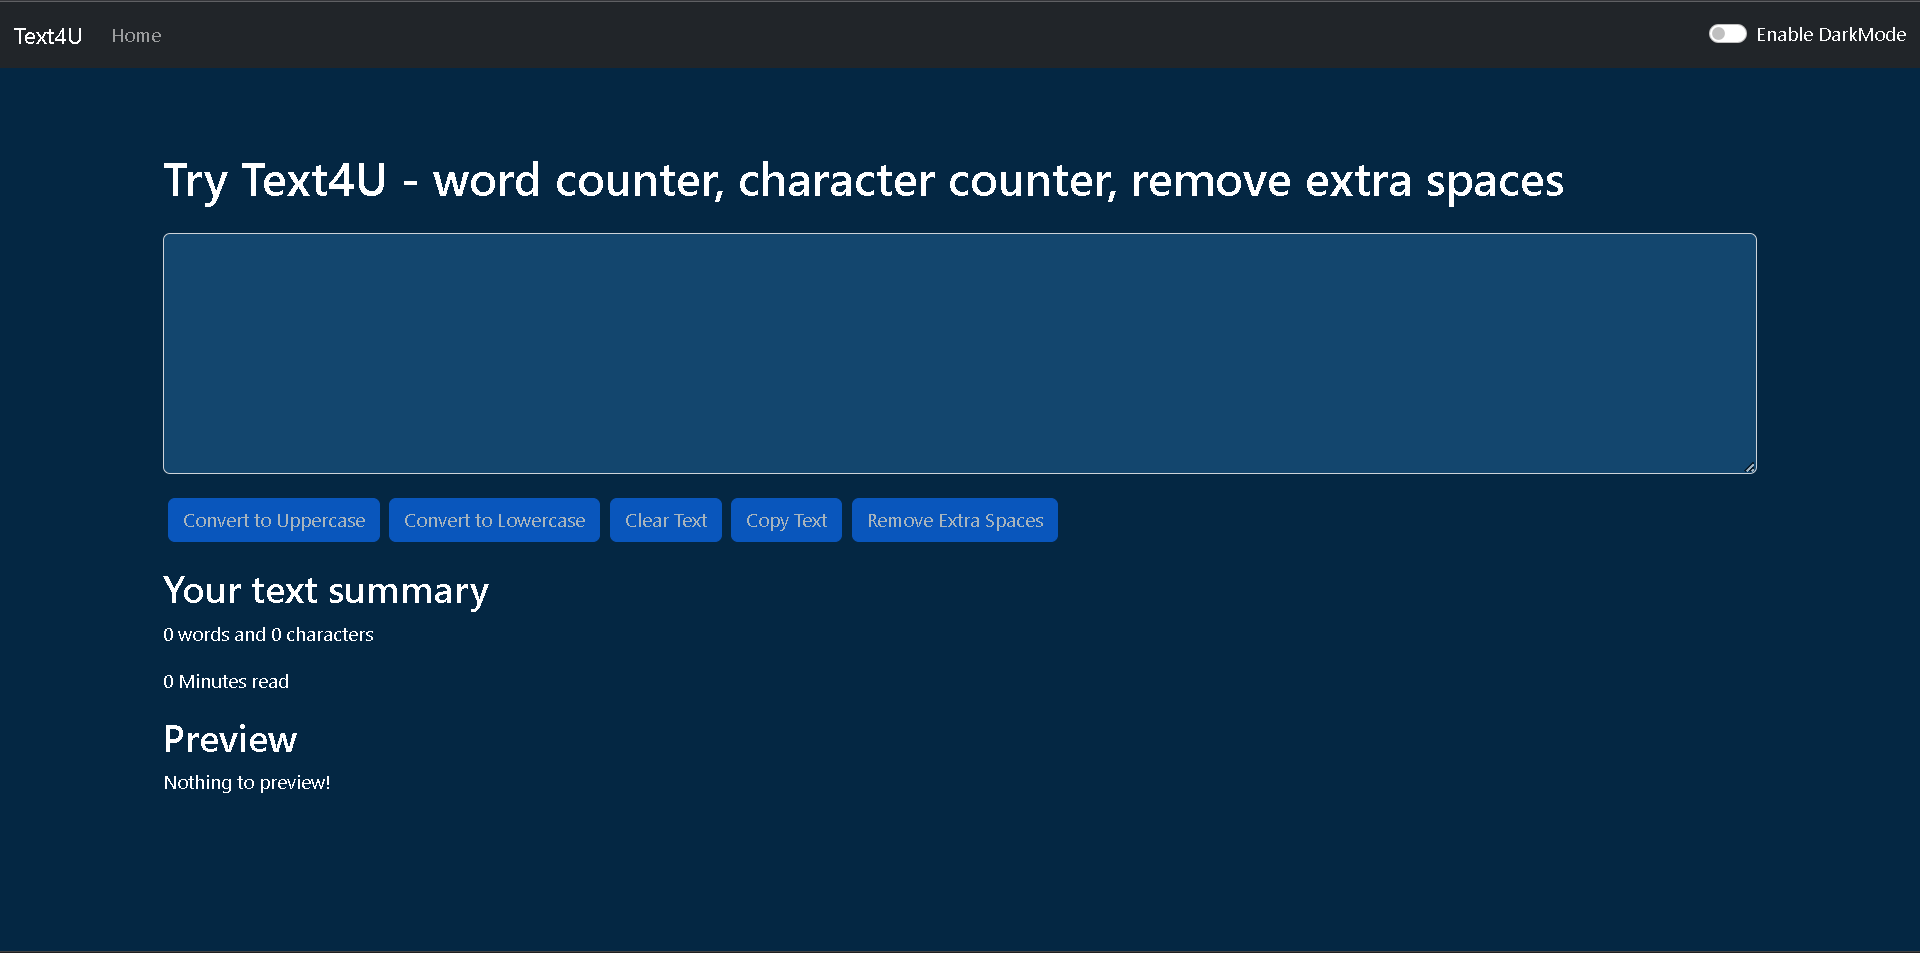 Text4U Home Enable DarkMode
Try Text4U - word counter, character counter, remove extra spaces
Convert to Uppercase Convert to Lowercase Clear Text Copy Text Remove Extra Spaces
Your text summary
0 words and 0 characters
0 Minutes read
Preview
Nothing to preview!